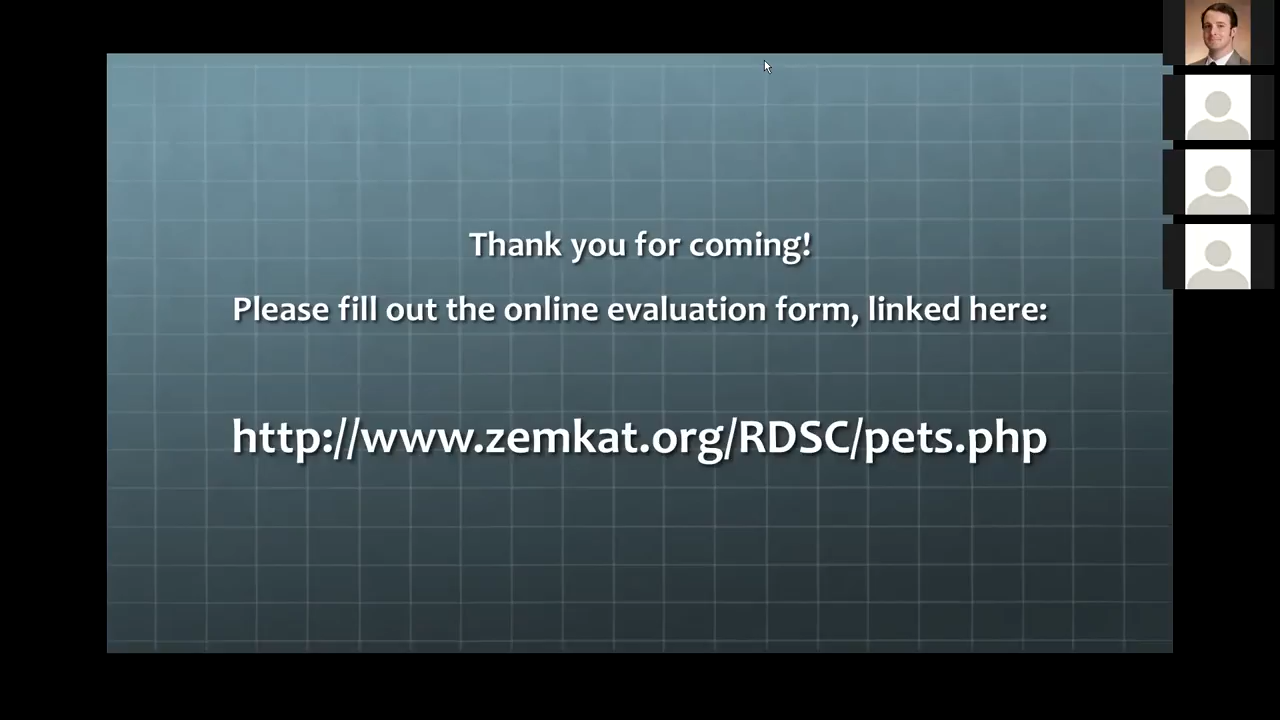 Thank you for coming!
Please fill out the online evaluation form, linked here:
http://www.zemkat.org/RDSC/pets.php